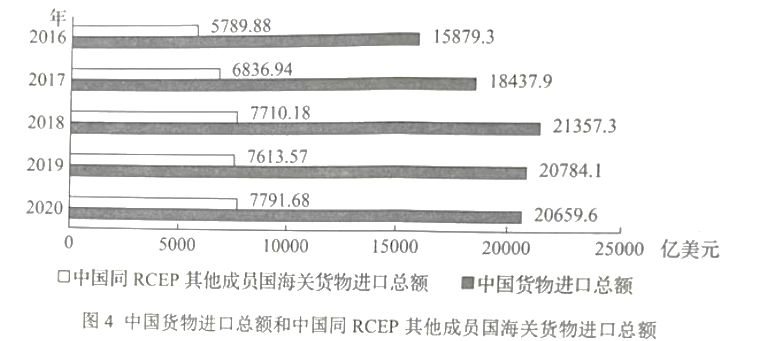 年
2016 5789.88 15879.3
2017 6836.94 18437.9
2018 7710.18 21357.3
2019 7613.57 20784.1
2020 7791.68 20659.6
0 5000 10000 15000 20000 25000 亿美元
中国同 RCEP 其他成员国海关货物进口总额 中国货物进口总额
图 4 中国货物进口总额和中国同 RCEP 其他成员国海关货物进口总额